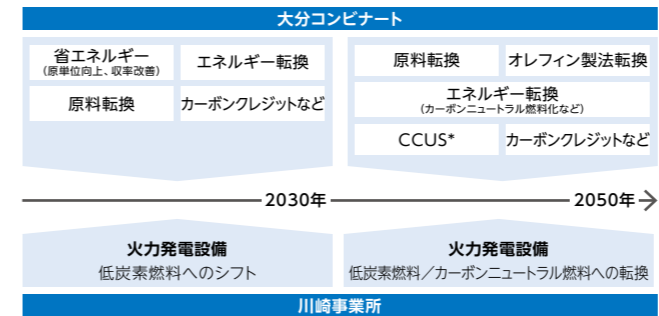 大分コンビナート
省エネルギー
(原単位向上、収率改善)
エネルギー転換
原料転換
カーボンクレジットなど
原料転換
オレフィン製法転換
エネルギー転換
(カーボンニュートラル燃料化など)
CCUS*
カーボンクレジットなど
2030年
2050年
火力発電設備
低炭素燃料へのシフト
火力発電設備
低炭素燃料/カーボンニュートラル燃料への転換
川崎事業所